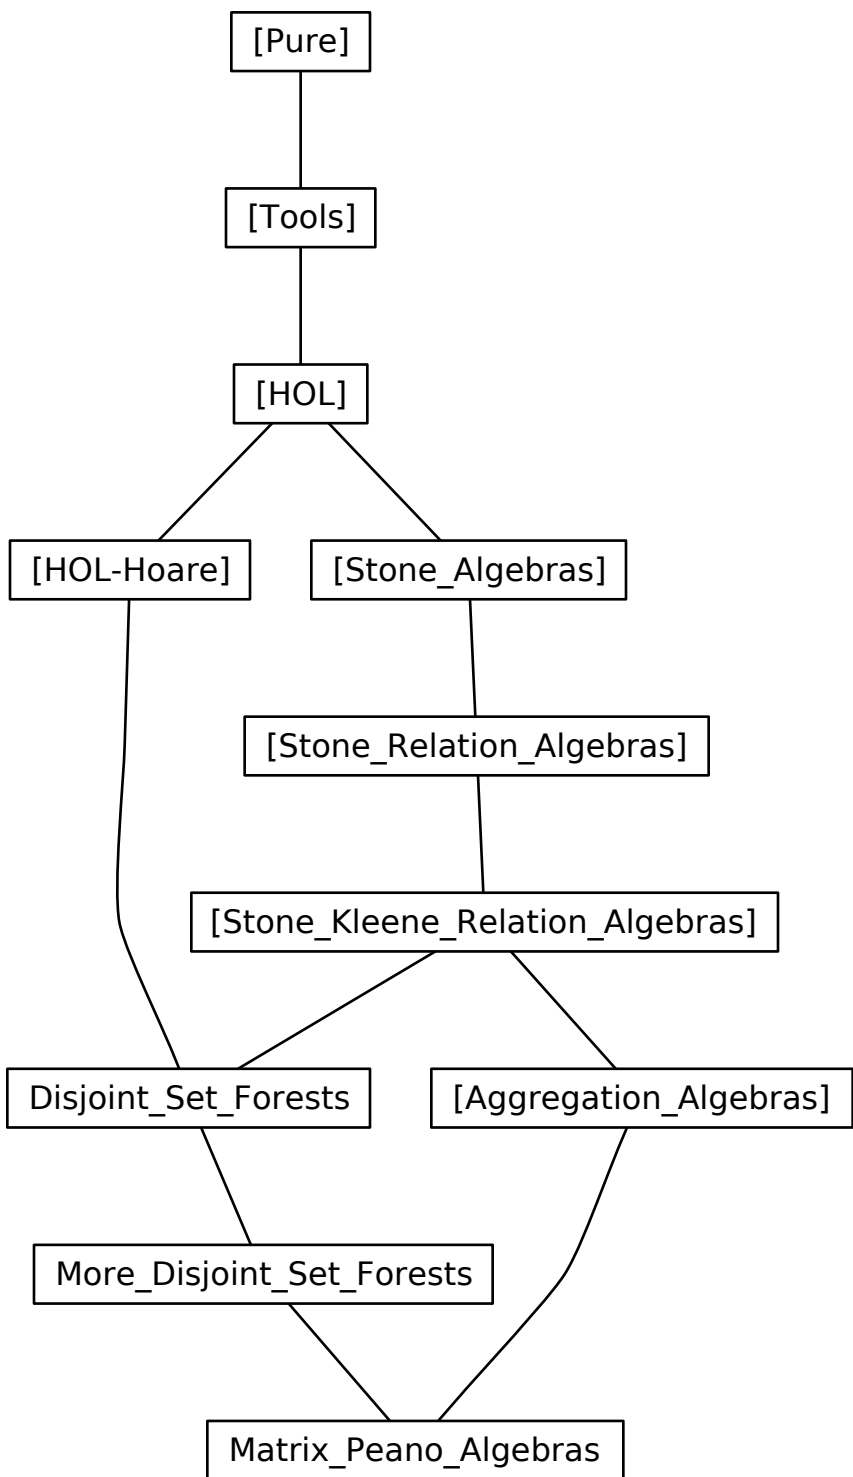 [Pure]
[Tools]
[HOL]
[HOL-Hoare]
[Stone_Algebras]
[Stone_Relation_Algebras]
[Stone_Kleene_Relation_Algebras]
Disjoint_Set_Forests
[Aggregation_Algebras]
More_Disjoint_Set_Forests
Matrix_Peano_Algebras